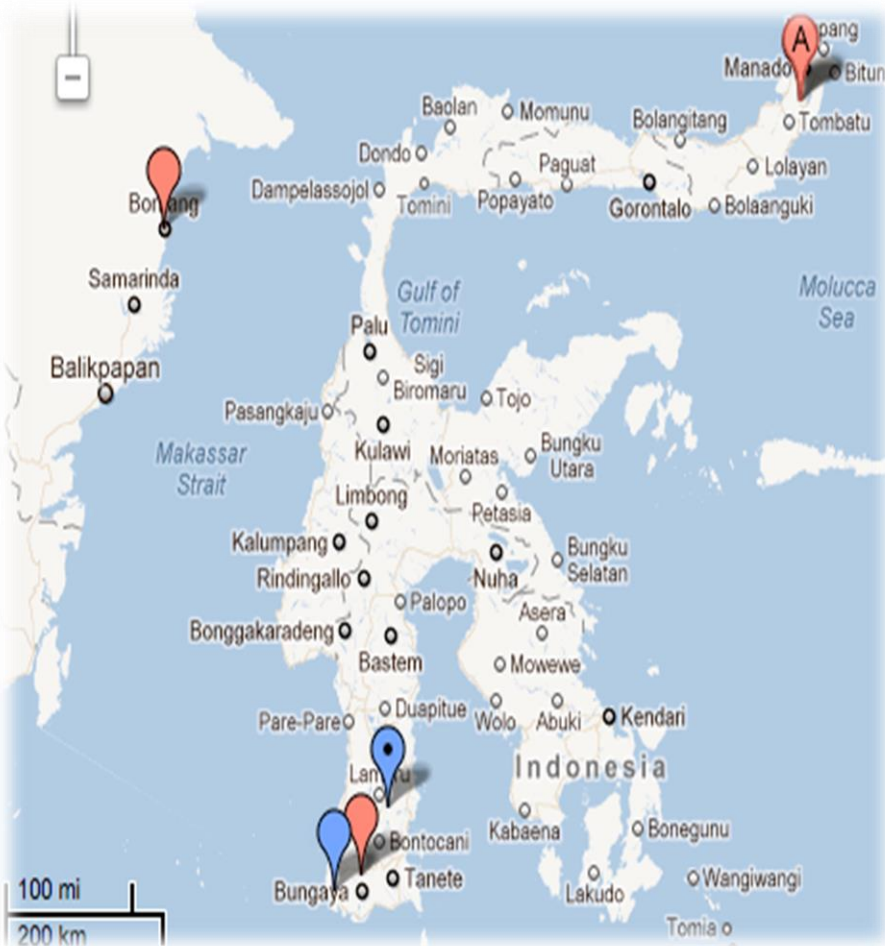 pang
A
Manado
Bitun
Baolan
Momunu
Bolangitang
Tombatu
Dondo
Paguat
Lolayan
Dampelassojol
Tomini
Popayato
Gorontalo
Bolaanguki
Samarinda
Gulf of
Tomini
Molucca
Sea
Palu
Sigi
Biromaru
Balikpapan
Tojo
Pasangkaju
Kulawi
Makassar
Strait
Moriatas
Bungku
Utara
Limbong
Petasia
Kalumpang
Rindingallo
Nuha
Bungku
Selatan
Palopo
Asera
Bonggakaradeng
Bastem
Mowewe
Duapitue
Pare-Pare
Wolo
Abuki
Kendari
Indonesia
Kabaena
Bonegunu
Bontocani
Bungaya
Tanete
Lakudo
Wangiwangi
Tomia
100 mi
200 km